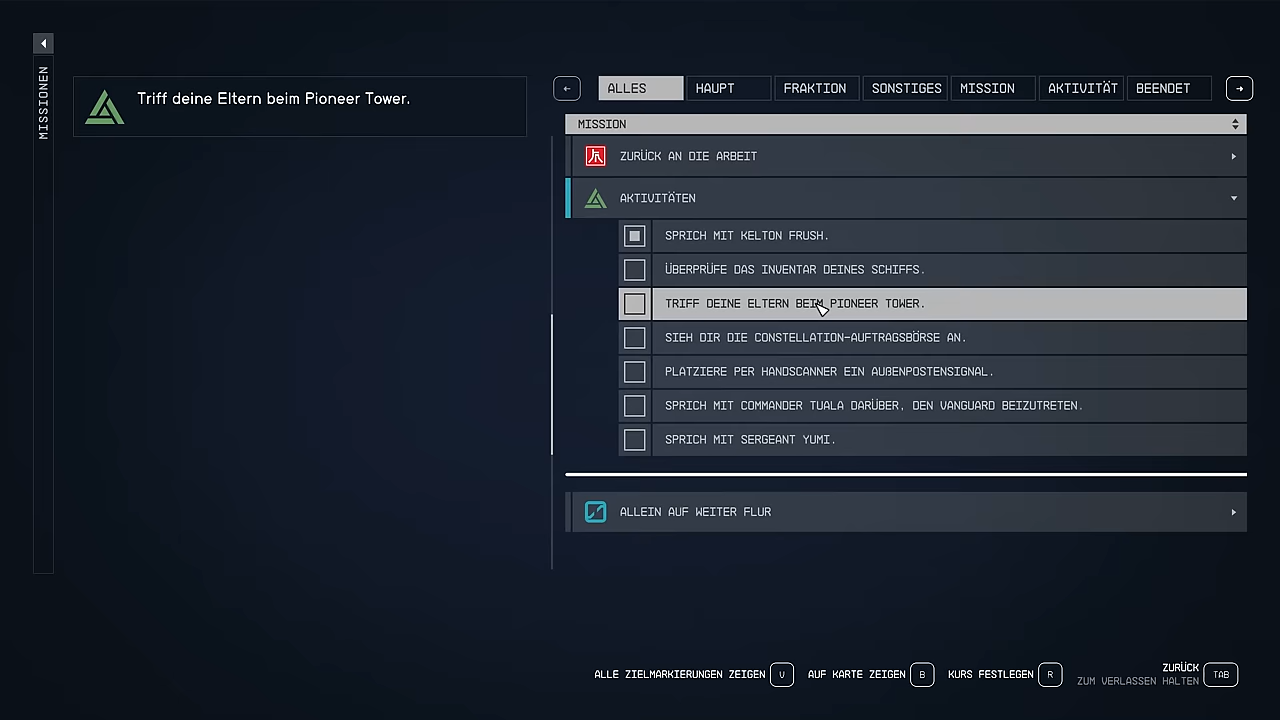 MISSIONEN
Triff deine Eltern beim Pioneer Tower.
ALLES
HAUPT
FRAKTION
SONSTIGES
MISSION
AKTIVITÄT
BEENDET
MISSION
ZURÜCK AN DIE ARBEIT
AKTIVITÄTEN
SPRICH MIT KELTON FRUSH.
ÜBERPRÜFE DAS INVENTAR DEINES SCHIFFS.
TRIFF DEINE ELTERN BEIM PIONEER TOWER.
SIEH DIR DIE CONSTELLATION-AUFTRAGSBÖRSE AN.
PLATZIERE PER HANDSCANNER EIN AUßENPOSTENSIGNAL.
SPRICH MIT COMMANDER TUALA DARÜBER, DEN VANGUARD BEIZUTRETEN.
SPRICH MIT SERGEANT YUMI.
ALLEIN AUF WEITER FLUR
ALLE ZIELMARKIERUNGEN ZEIGEN V
AUF KARTE ZEIGEN B
KURS FESTLEGEN R
ZURÜCK
ZUM VERLASSEN HALTEN TAB